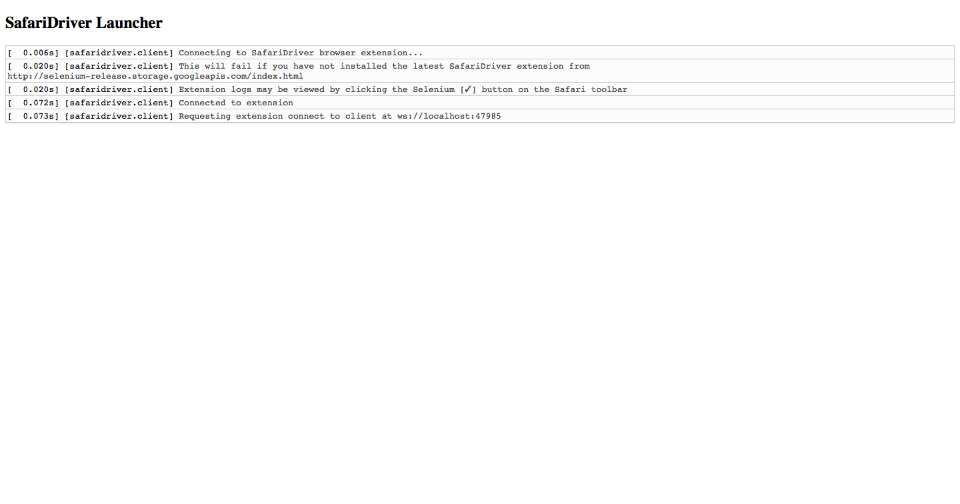 SafariDriver Launcher
[  0.006s] [safaridriver.client] Connecting to SafariDriver browser extension...
[  0.020s] [safaridriver.client] This will fail if you have not installed the latest SafariDriver extension from
http://selenium-release.storage.googleapis.com/index.html
[  0.020s] [safaridriver.client] Extension logs may be viewed by clicking the Selenium [✓] button on the Safari toolbar
[  0.072s] [safaridriver.client] Connected to extension
[  0.073s] [safaridriver.client] Requesting extension connect to client at ws://localhost:47985